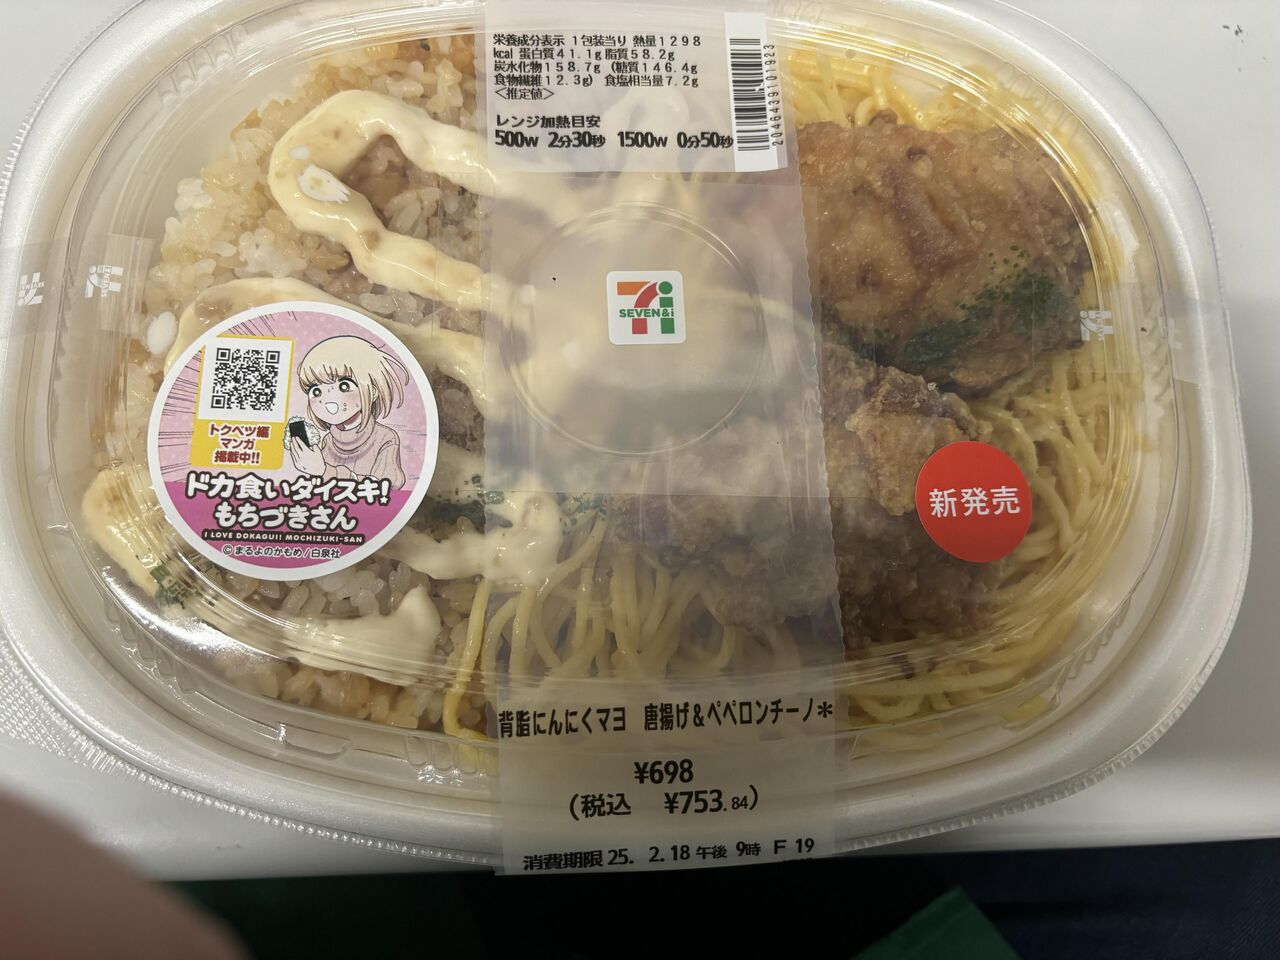 栄養成分表示 1包装当り 熱量1298
kcal 蛋白質41.1g 脂質58.2g
炭水化物158.7g (糖質146.4g
食物繊維12.3g) 食塩相当量7.2g
<推定値>
レンジ加熱目安
500w 2分30秒 1500w 0分50秒
2046439101923
SEVEN&i
トクベツ編
マンガ
掲載中!!
ドカ食いダイスキ!
もちづきさん
I LOVE DOKAGUI! MOCHIZUKI-SAN
©まるよのかもめ/白泉社
新発売
背脂にんにくマヨ 唐揚げ&ペペロンチーノ*
¥698
(税込 ¥753.84)
消費期限25. 2.18 午後 9時 F 19